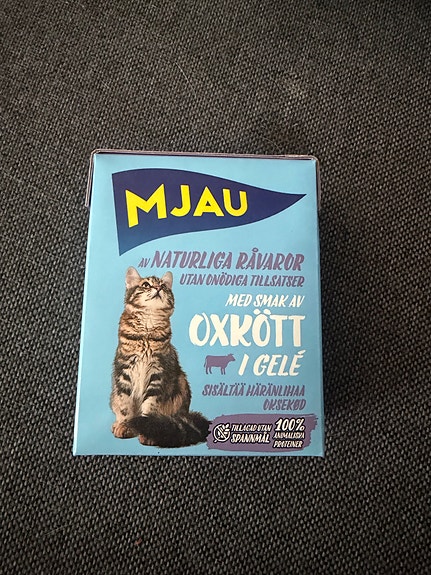 MJAU
AV NATURLIGA RÅVAROR
UTAN ONÖDIGA TILLSATSER
MED SMAK AV
OXKÖTT
I GELÉ
SISÄLTÄÄ HÄRÄNLIHAA
OKSEKØD
TILLAGAD UTAN
SPANNMÅL
100%
ANIMALISKA
PROTEINER